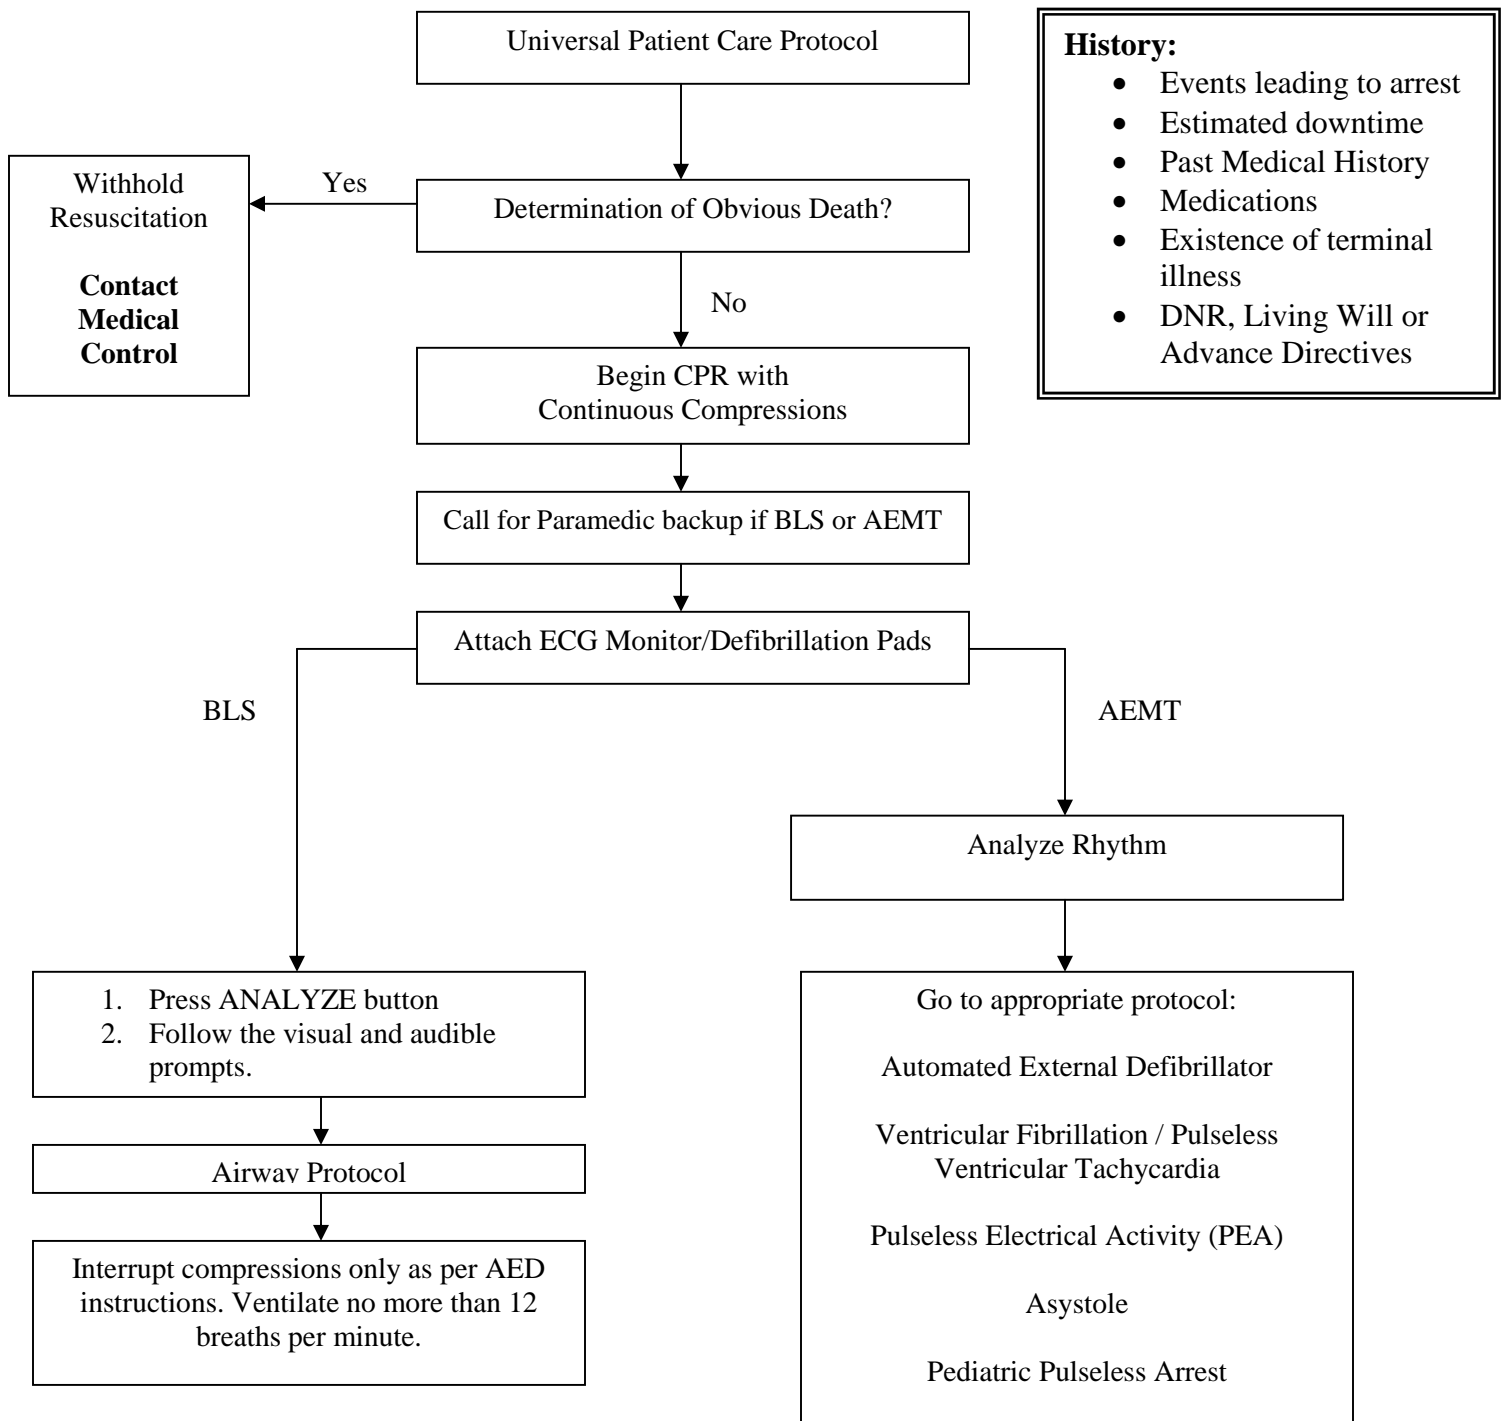 Universal Patient Care Protocol
History:
• Events leading to arrest
• Estimated downtime
• Past Medical History
• Medications
• Existence of terminal
illness
• DNR, Living Will or
Advance Directives
Determination of Obvious Death?
Yes
Withhold
Resuscitation
Contact
Medical
Control
No
Begin CPR with
Continuous Compressions
Call for Paramedic backup if BLS or AEMT
Attach ECG Monitor/Defibrillation Pads
BLS
AEMT
1. Press ANALYZE button
2. Follow the visual and audible
prompts.
Airway Protocol
Interrupt compressions only as per AED
instructions. Ventilate no more than 12
breaths per minute.
Analyze Rhythm
Go to appropriate protocol:
Automated External Defibrillator
Ventricular Fibrillation / Pulseless
Ventricular Tachycardia
Pulseless Electrical Activity (PEA)
Asystole
Pediatric Pulseless Arrest